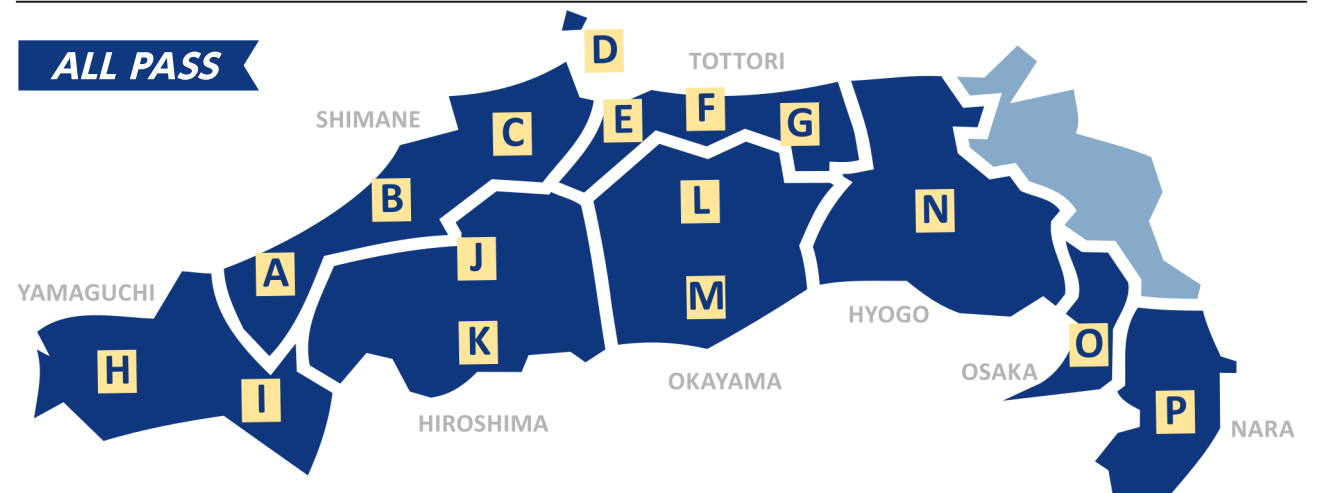 ALL PASS
D
TOTTORI
SHIMANE
C
E
F
G
B
L
N
A
J
M
YAMAGUCHI
HYOGO
K
O
H
I
OKAYAMA
OSAKA
HIROSHIMA
P
NARA